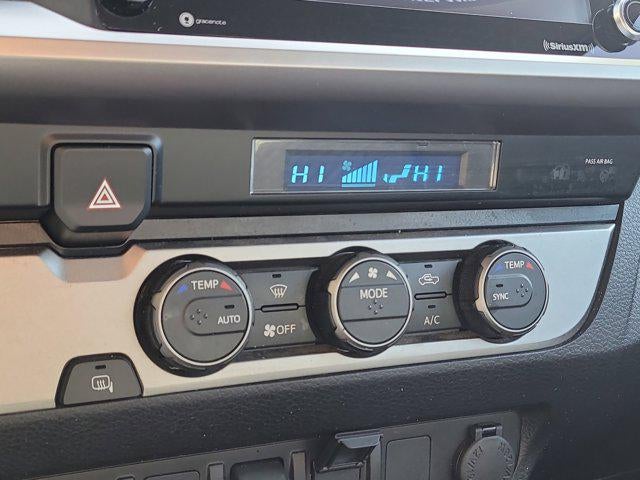 gracenote
SiriusXM
PASS AIR BAG
HI HI
TEMP
AUTO
OFF
MODE
A/C
TEMP
SYNC